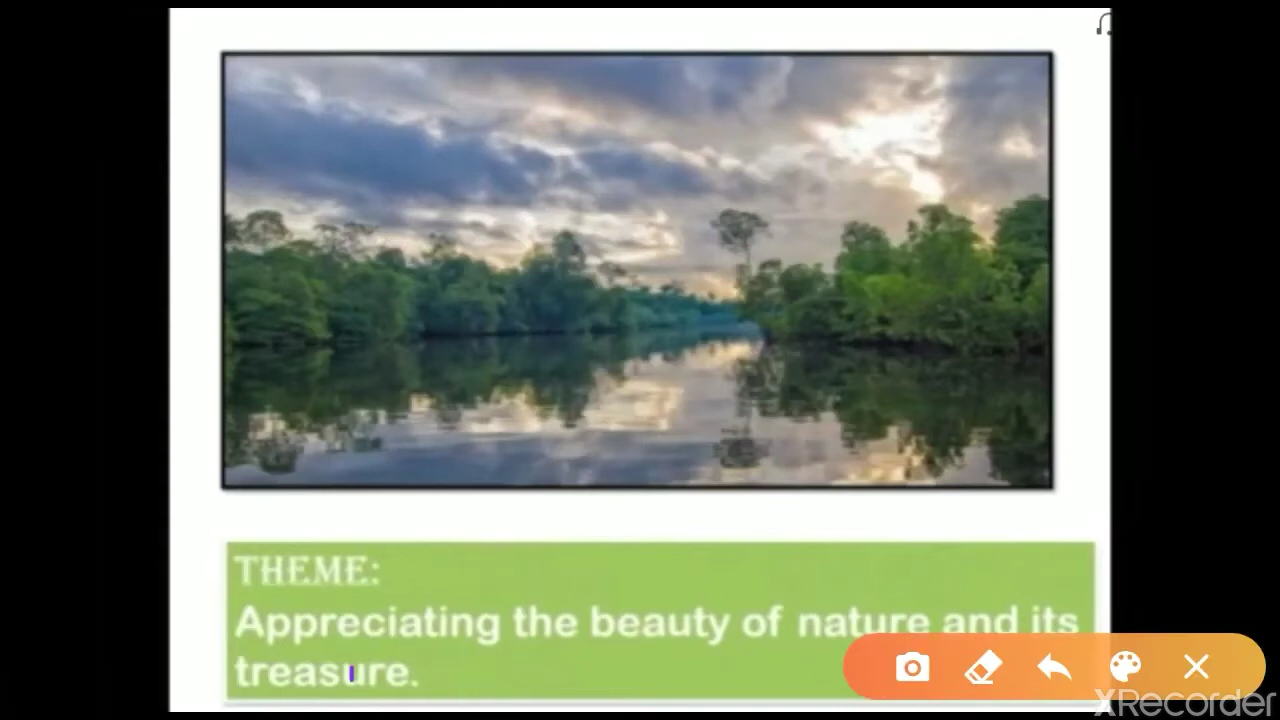 THEME:
Appreciating the beauty of nature and its
treasure.
XRecorder